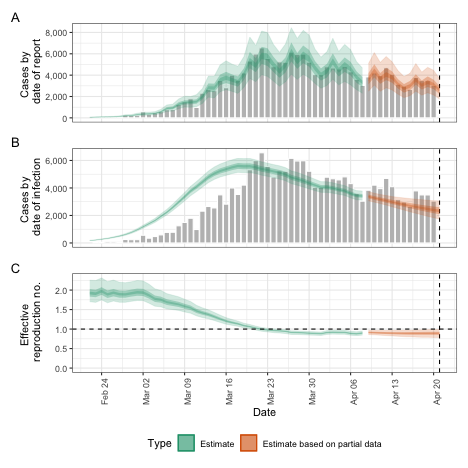 A
8,000
6,000
4,000
2,000
0
Cases by
date of report
B
6,000
4,000
2,000
0
Cases by
date of infection
C
2.0
1.5
1.0
0.5
0.0
Effective
reproduction no.
Feb 24
Mar 02
Mar 09
Mar 16
Mar 23
Mar 30
Apr 06
Apr 13
Apr 20
Date
Type Estimate Estimate based on partial data